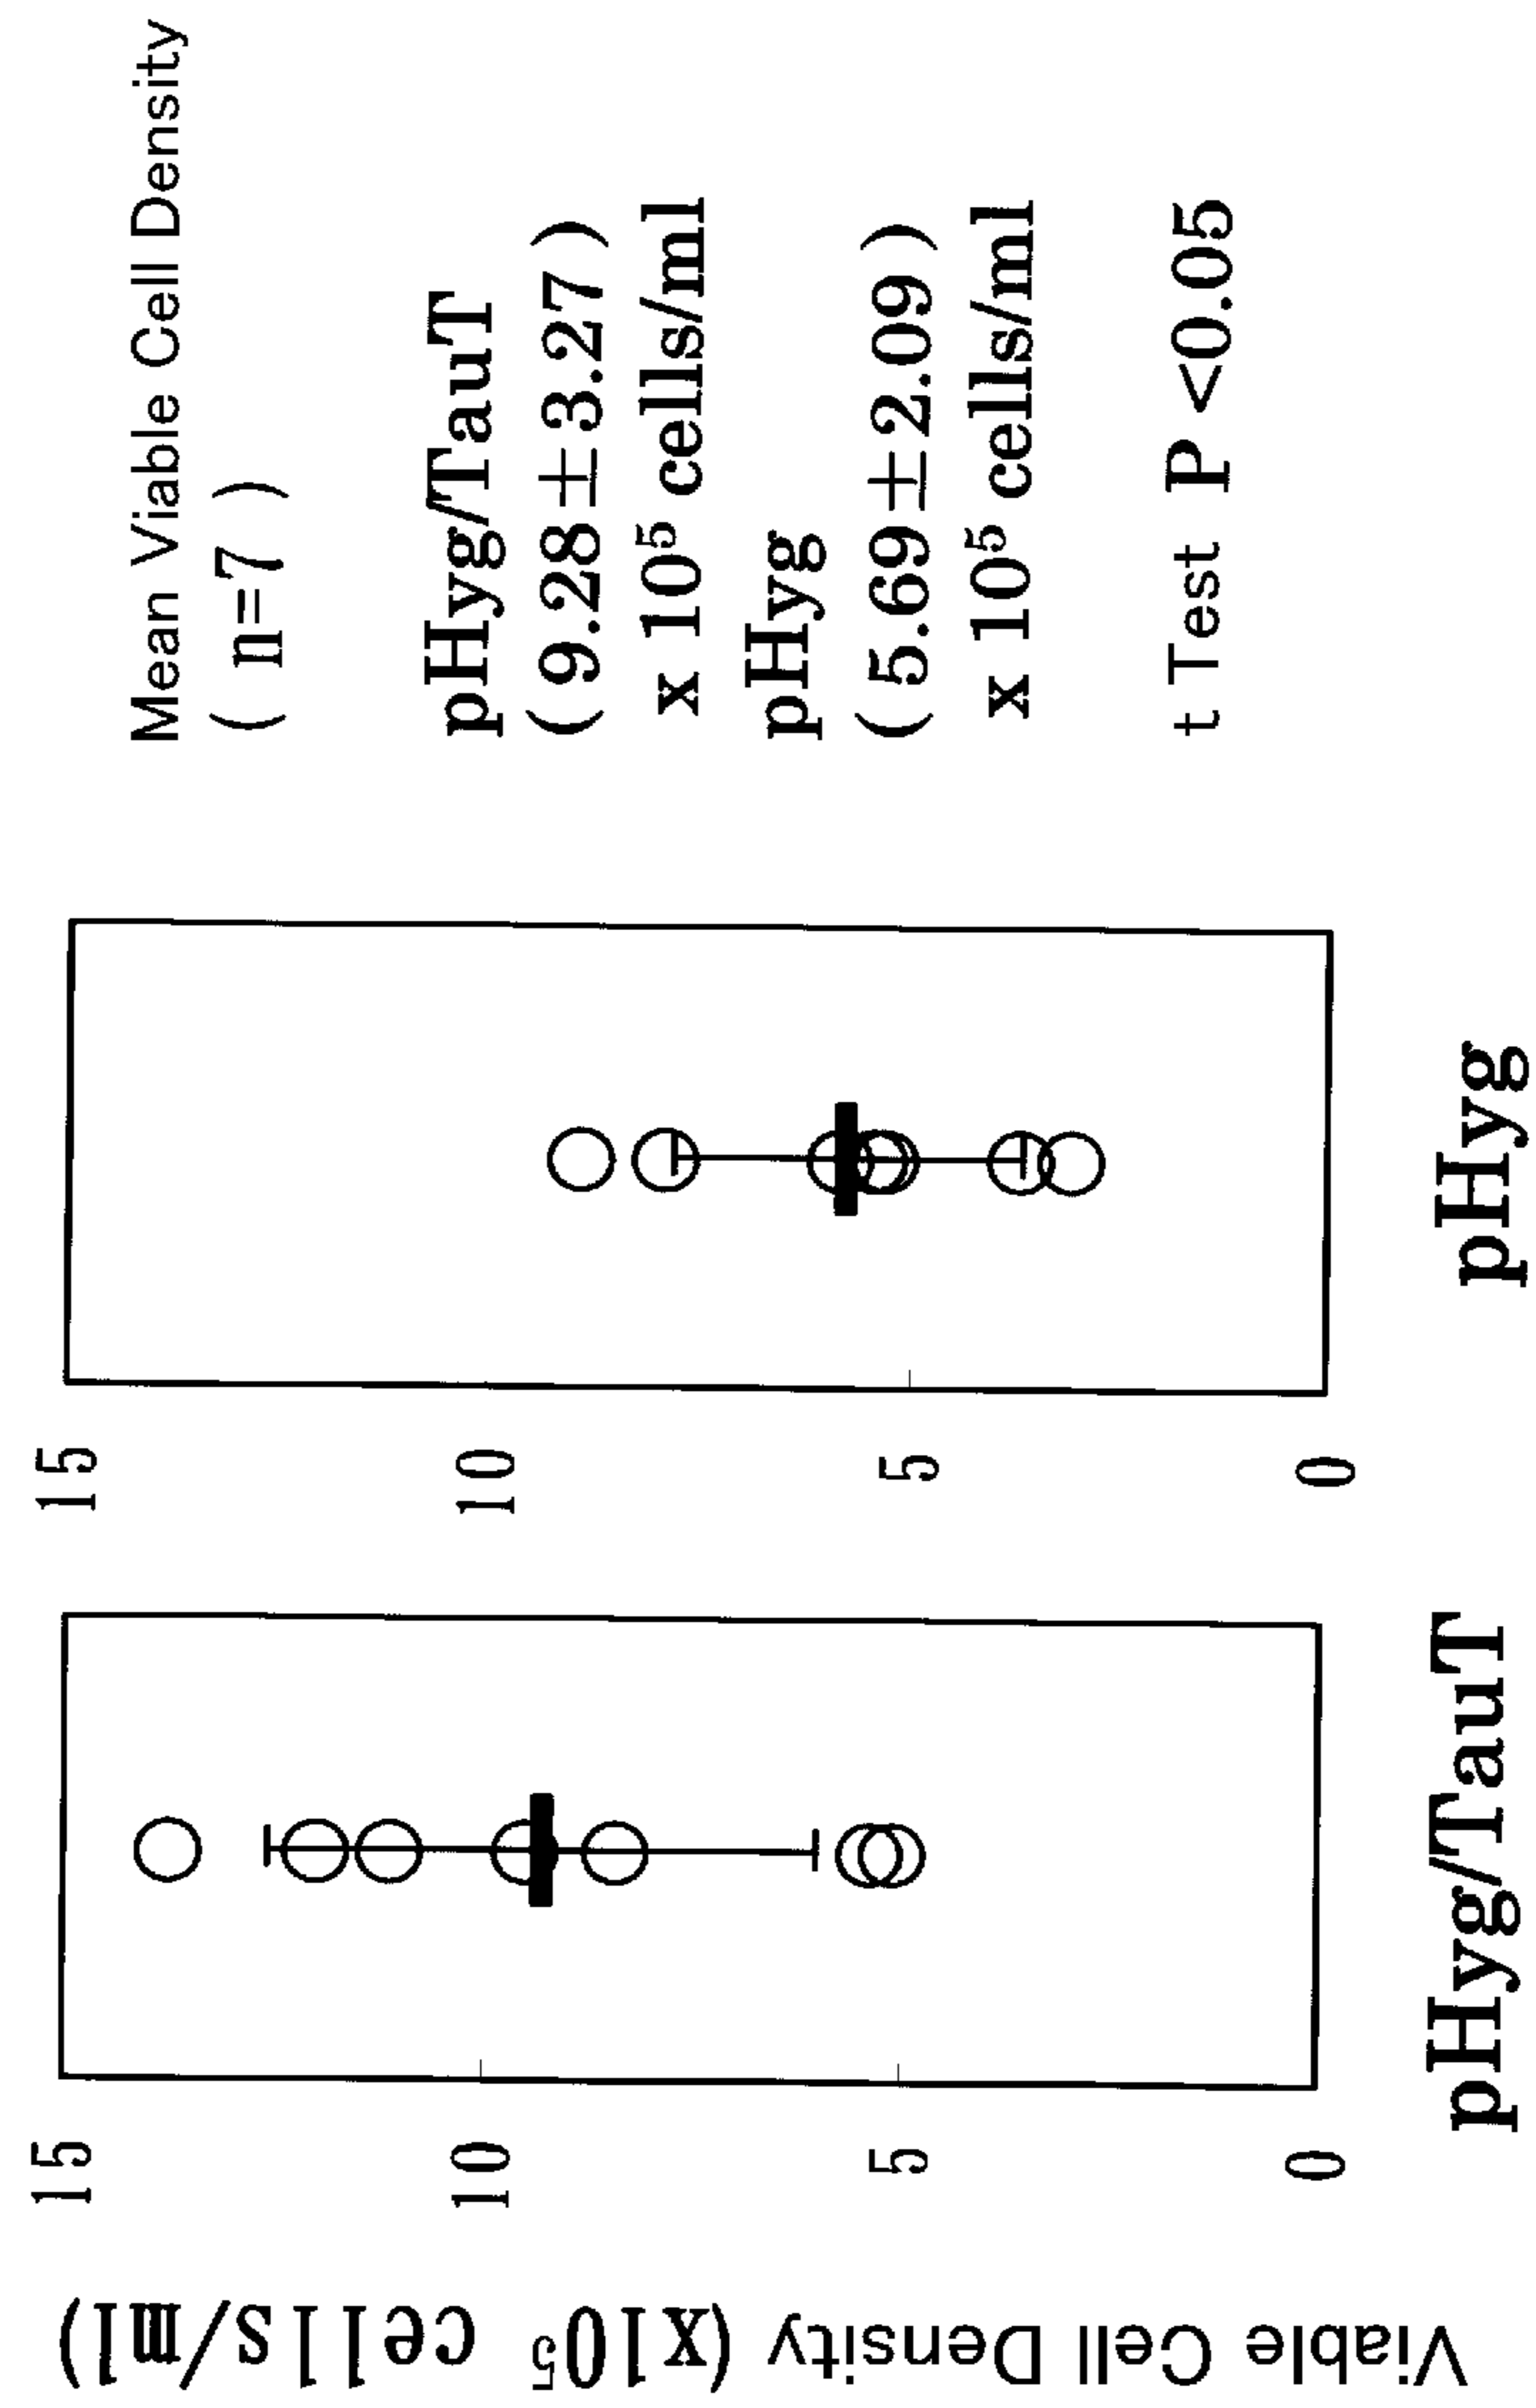 Viable Cell Density (X10⁵ cells/ml)
15
10
5
0
pHyg/TauT
15
10
5
0
pHyg
Mean Viable Cell Density
( n=7 )
pHyg/TauT
( 9.28±3.27 )
x 10⁵ cells/ml
pHyg
( 5.69±2.09 )
x 10⁵ cells/ml
t Test P <0.05